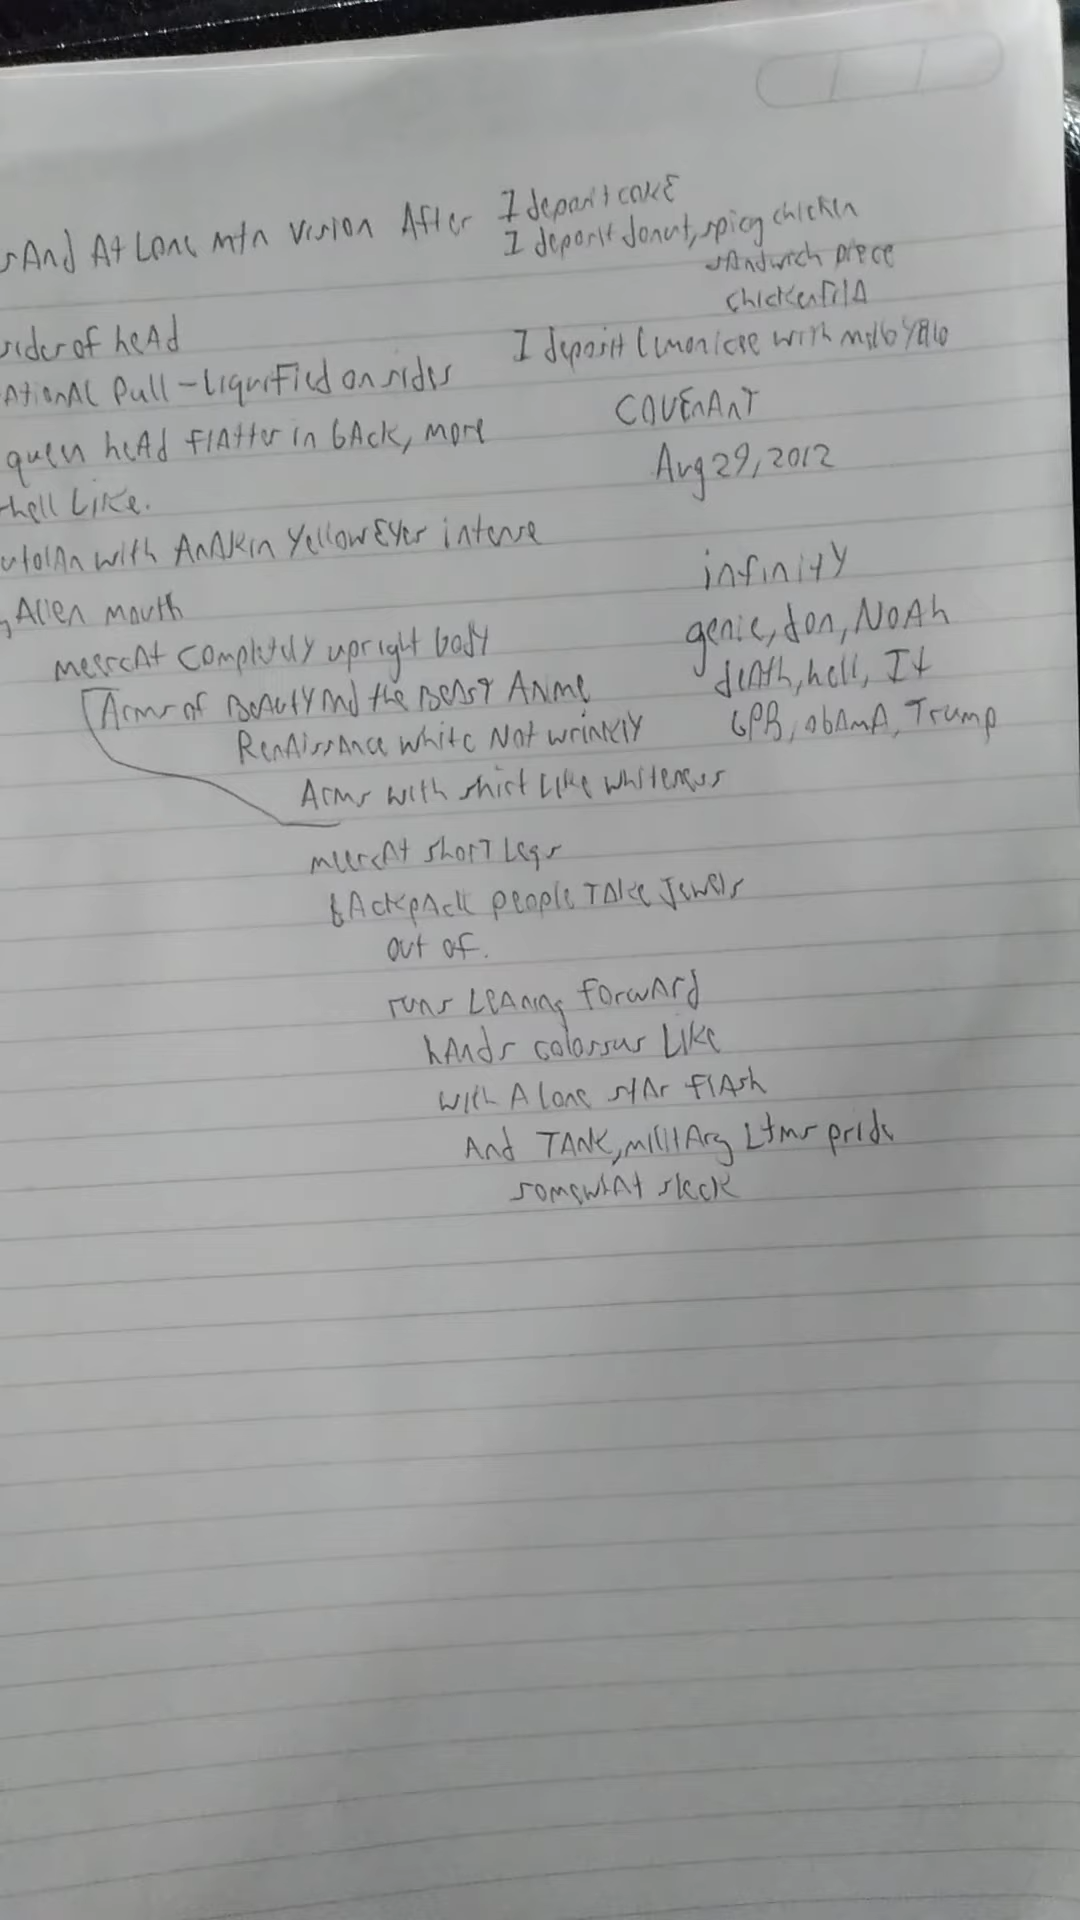 sAnd At Lone mtn vision After
I deposit cake
I deposit donut, spicy chicken
sandwich piece
chickenfilA
I deposit Limonicee with
sides of heAd
AtionAl Pull - Liquified on sides
queen heAd flAtter in bAck, more
shell Like.
with AnAkin Yellow Eyes intense
, Alien mouth
meercAt completely upright body
Arms of BeAuty And the BeAst Anime
RenAissAnce white Not wrinkly
Arms with shirt Like whiteness
meercAt short Legs
bAckpAck people TAke Jewels
out of.
runs LeAning forwArd
hAnds colossus Like
with A lone stAr flAsh
And TANK, militAry Ltmr pride
somewhAt sleek
COVEnAnT
Aug 29, 2012
infinity
genie, don, NoAh
deAth, hell, It
GPB, obAmA, Trump